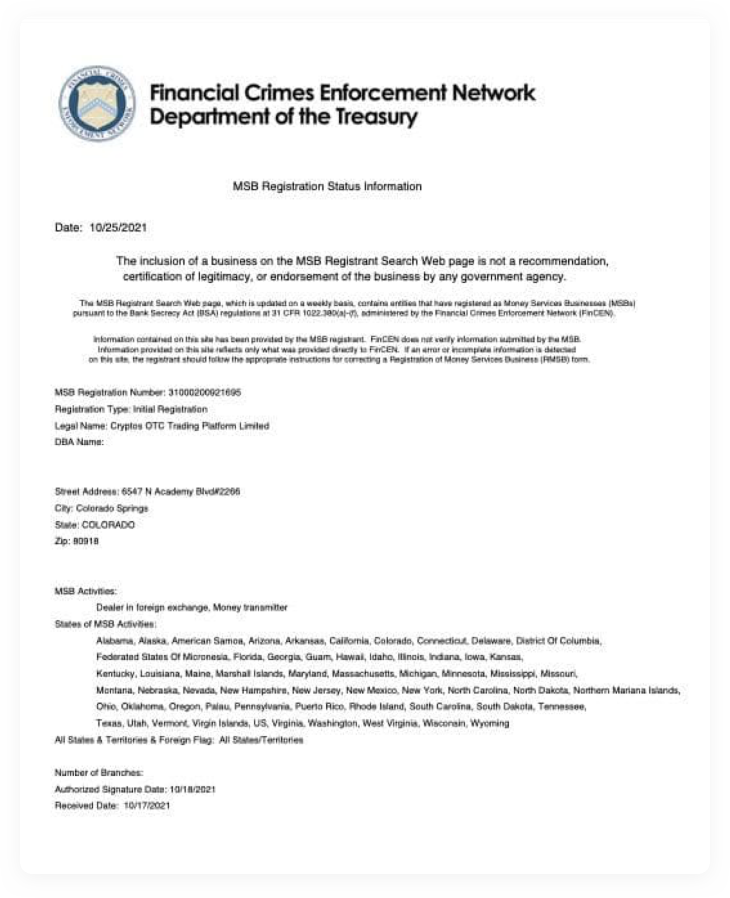 FINANCIAL CRIMES
ENFORCEMENT NETWORK
Financial Crimes Enforcement Network
Department of the Treasury
MSB Registration Status Information
Date: 10/25/2021
The inclusion of a business on the MSB Registrant Search Web page is not a recommendation,
certification of legitimacy, or endorsement of the business by any government agency.
The MSB Registrant Search Web page, which is updated on a weekly basis, contains entities that have registered as Money Services Businesses (MSBs)
pursuant to the Bank Secrecy Act (BSA) regulations at 31 CFR 1022.380(a)-(f), administered by the Financial Crimes Enforcement Network (FinCEN).
Information contained on this site has been provided by the MSB registrant. FinCEN does not verify information submitted by the MSB.
Information provided on this site reflects only what was provided directly to FinCEN. If an error or incomplete information is detected
on this site, the registrant should follow the appropriate instructions for correcting a Registration of Money Services Business (RMSB) form.
MSB Registration Number: 31000200921695
Registration Type: Initial Registration
Legal Name: Cryptos OTC Trading Platform Limited
DBA Name:
Street Address: 6547 N Academy Blvd#2266
City: Colorado Springs
State: COLORADO
Zip: 80918
MSB Activities:
Dealer in foreign exchange, Money transmitter
States of MSB Activities:
Alabama, Alaska, American Samoa, Arizona, Arkansas, California, Colorado, Connecticut, Delaware, District Of Columbia,
Federated States Of Micronesia, Florida, Georgia, Guam, Hawaii, Idaho, Illinois, Indiana, Iowa, Kansas,
Kentucky, Louisiana, Maine, Marshall Islands, Maryland, Massachusetts, Michigan, Minnesota, Mississippi, Missouri,
Montana, Nebraska, Nevada, New Hampshire, New Jersey, New Mexico, New York, North Carolina, North Dakota, Northern Mariana Islands,
Ohio, Oklahoma, Oregon, Palau, Pennsylvania, Puerto Rico, Rhode Island, South Carolina, South Dakota, Tennessee,
Texas, Utah, Vermont, Virgin Islands, US, Virginia, Washington, West Virginia, Wisconsin, Wyoming
All States & Territories & Foreign Flag: All States/Territories
Number of Branches:
Authorized Signature Date: 10/18/2021
Received Date: 10/17/2021